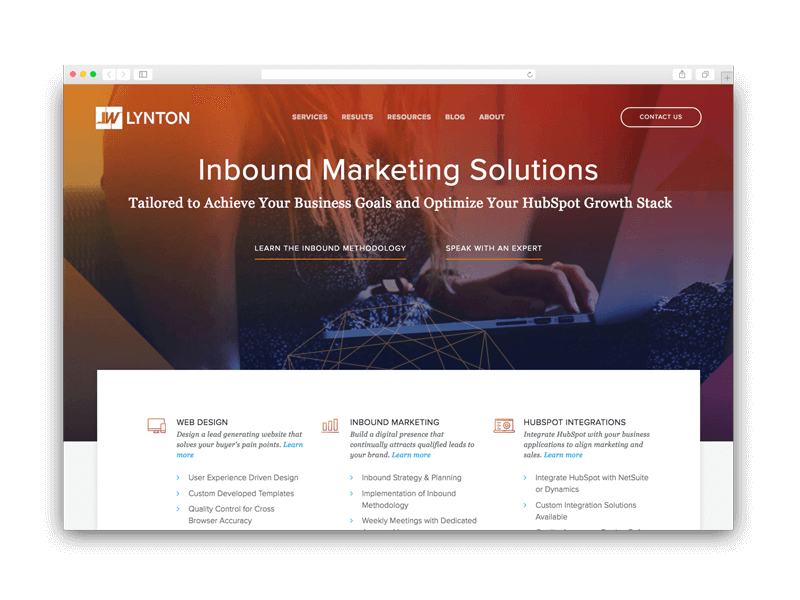 LW LYNTON
SERVICES RESULTS RESOURCES BLOG ABOUT
CONTACT US
Inbound Marketing Solutions
Tailored to Achieve Your Business Goals and Optimize Your HubSpot Growth Stack
LEARN THE INBOUND METHODOLOGY
SPEAK WITH AN EXPERT
WEB DESIGN
Design a lead generating website that
solves your buyer's pain points. Learn
more
User Experience Driven Design
Custom Developed Templates
Quality Control for Cross
Browser Accuracy
INBOUND MARKETING
Build a digital presence that
continually attracts qualified leads to
your brand. Learn more
Inbound Strategy & Planning
Implementation of Inbound
Methodology
Weekly Meetings with Dedicated
HUBSPOT INTEGRATIONS
Integrate HubSpot with your business
applications to align marketing and
sales. Learn more
Integrate HubSpot with NetSuite
or Dynamics
Custom Integration Solutions
Available